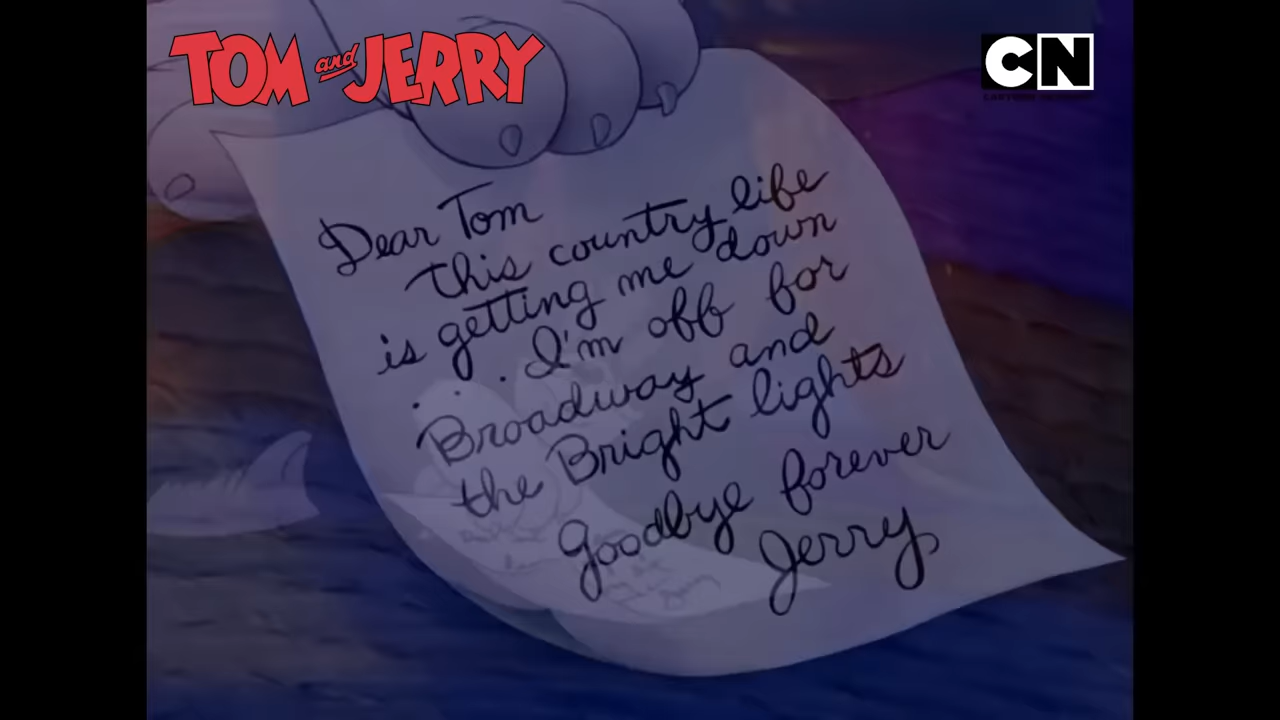 TOM and JERRY
CN
Dear Tom
this country life
is getting me down
. . . I'm off for
Broadway and
the Bright lights
Goodbye forever
Jerry